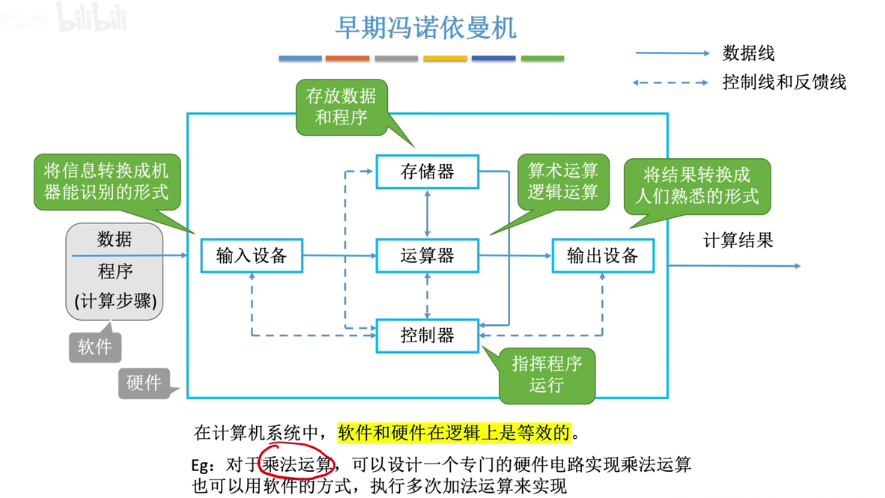 bilibili
早期冯诺依曼机
数据线
控制线和反馈线
存放数据
和程序
将信息转换成机
器能识别的形式
存储器
算术运算
逻辑运算
将结果转换成
人们熟悉的形式
数据
程序
(计算步骤)
输入设备
运算器
输出设备
计算结果
软件
控制器
硬件
指挥程序
运行
在计算机系统中，软件和硬件在逻辑上是等效的。
Eg：对于乘法运算，可以设计一个专门的硬件电路实现乘法运算
也可以用软件的方式，执行多次加法运算来实现